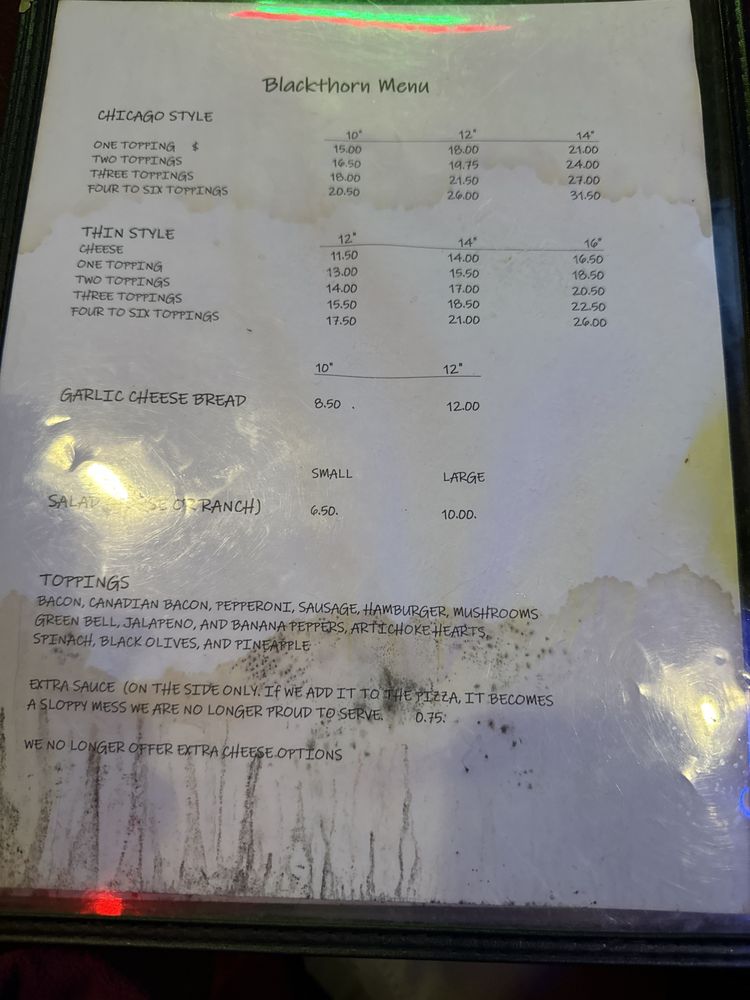 Blackthorn Menu
CHICAGO STYLE
10" 12" 14"
ONE TOPPING $ 15.00 18.00 21.00
TWO TOPPINGS 16.50 19.75 24.00
THREE TOPPINGS 18.00 21.50 27.00
FOUR TO SIX TOPPINGS 20.50 26.00 31.50
THIN STYLE 12" 14" 16"
CHEESE 11.50 14.00 16.50
ONE TOPPING 13.00 15.50 18.50
TWO TOPPINGS 14.00 17.00 20.50
THREE TOPPINGS 15.50 18.50 22.50
FOUR TO SIX TOPPINGS 17.50 21.00 26.00
10" 12"
GARLIC CHEESE BREAD 8.50 . 12.00
SMALL LARGE
SALAD OR RANCH) 6.50. 10.00.
TOPPINGS
BACON, CANADIAN BACON, PEPPERONI, SAUSAGE, HAMBURGER, MUSHROOMS
GREEN BELL, JALAPENO, AND BANANA PEPPERS, ARTICHOKE HEARTS,
SPINACH, BLACK OLIVES, AND PINEAPPLE
EXTRA SAUCE (ON THE SIDE ONLY. If WE ADD IT TO THE PIZZA, IT BECOMES
A SLOPPY MESS WE ARE NO LONGER PROUD TO SERVE. 0.75.
WE NO LONGER OFFER EXTRA CHEESE OPTIONS